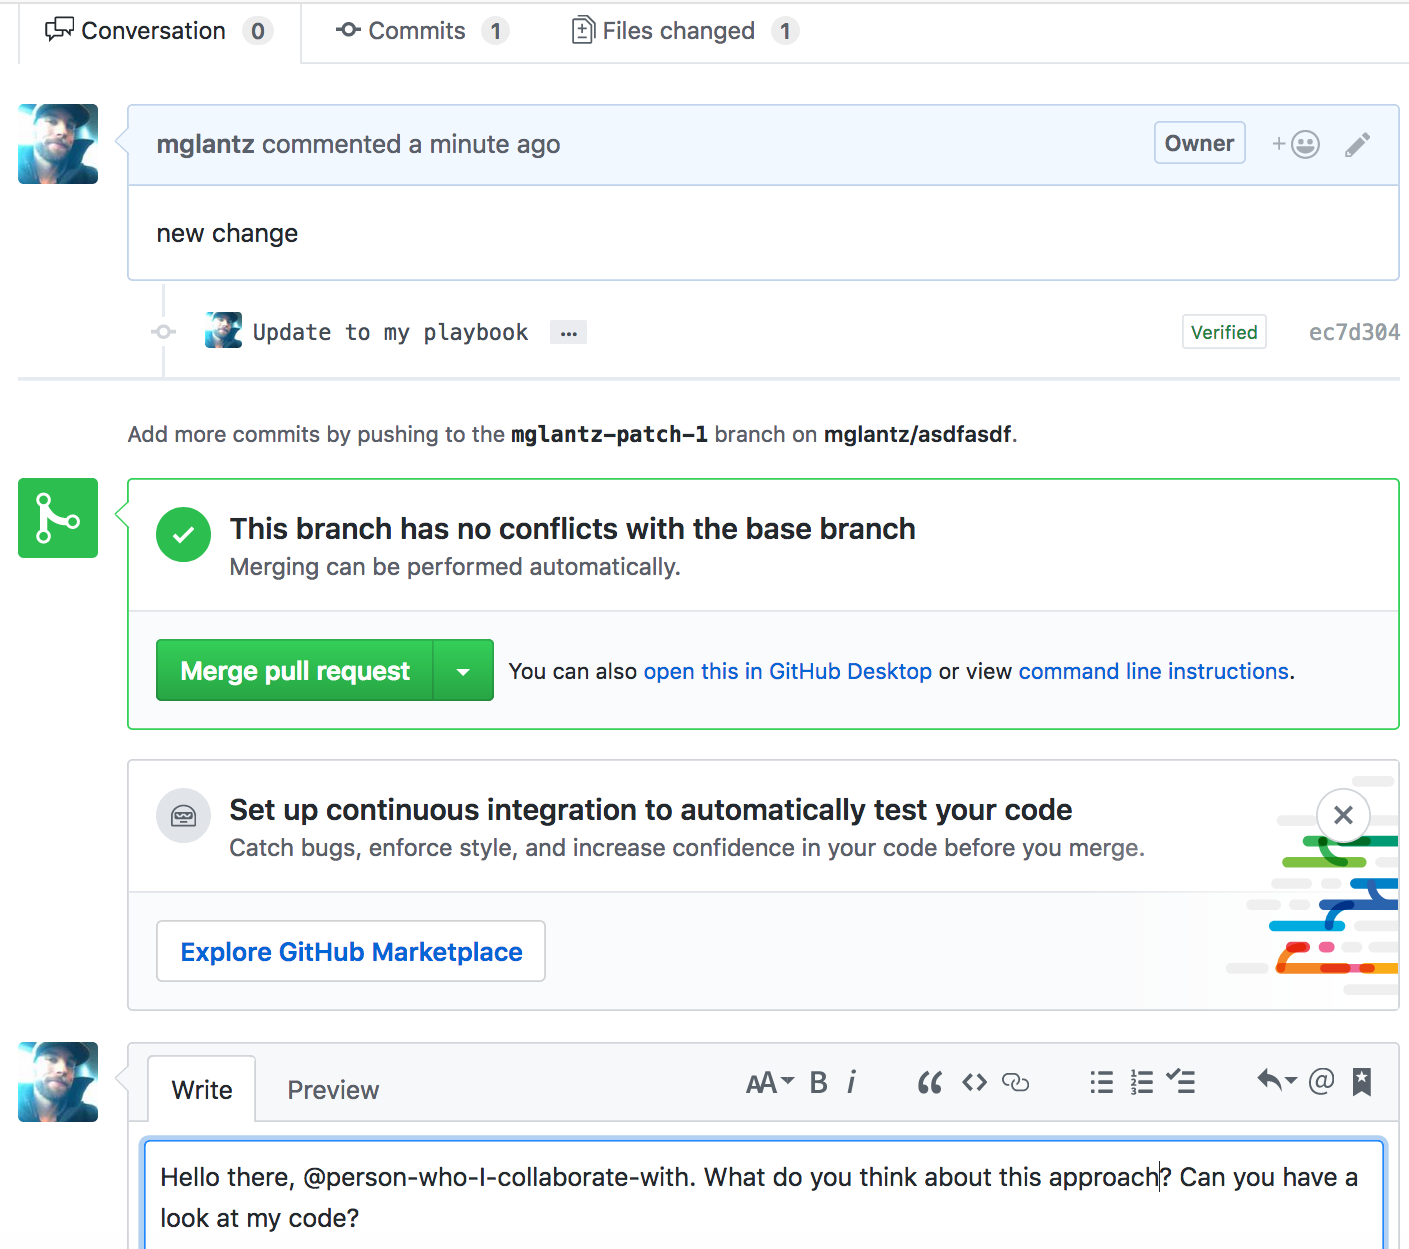 Conversation 0 Commits 1 Files changed 1
mglantz commented a minute ago Owner +
new change
Update to my playbook ... Verified ec7d304
Add more commits by pushing to the mglantz-patch-1 branch on mglantz/asdfasdf.
This branch has no conflicts with the base branch
Merging can be performed automatically.
Merge pull request You can also open this in GitHub Desktop or view command line instructions.
Set up continuous integration to automatically test your code
Catch bugs, enforce style, and increase confidence in your code before you merge.
Explore GitHub Marketplace
Write Preview AA B i “ <> @
Hello there, @person-who-I-collaborate-with. What do you think about this approach? Can you have a
look at my code?